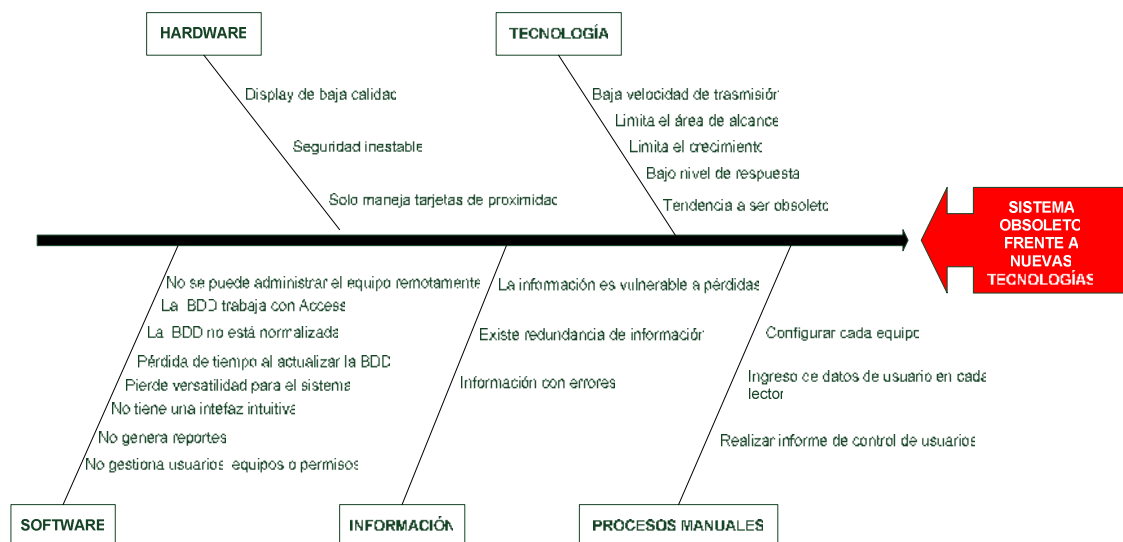 HARDWARE
TECNOLOGÍA
Display de baja calidad
Seguridad inestable
Solo maneja tarjetas de proximidad
Baja velocidad de trasmisión
Limita el área de alcance
Limita el crecimiento
Bajo nivel de respuesta
Tendencia a ser obsoleto
SISTEMA
OBSOLETO
FRENTE A
NUEVAS
TECNOLOGÍAS
No se puede administrar el equipo remotamente
La BDD trabaja con Access
La BDD no está normalizada
Pérdida de tiempo al actualizar la BDD
Pierde versatilidad para el sistema
No tiene una intefaz intuitiva
No genera reportes
No gestiona usuarios equipos o permisos
La información es vulnerable a pérdidas
Existe redundancia de información
Información con errores
Configurar cada equipo
Ingreso de datos de usuario en cada
lector
Realizar informe de control de usuarios
SOFTWARE
INFORMACIÓN
PROCESOS MANUALES